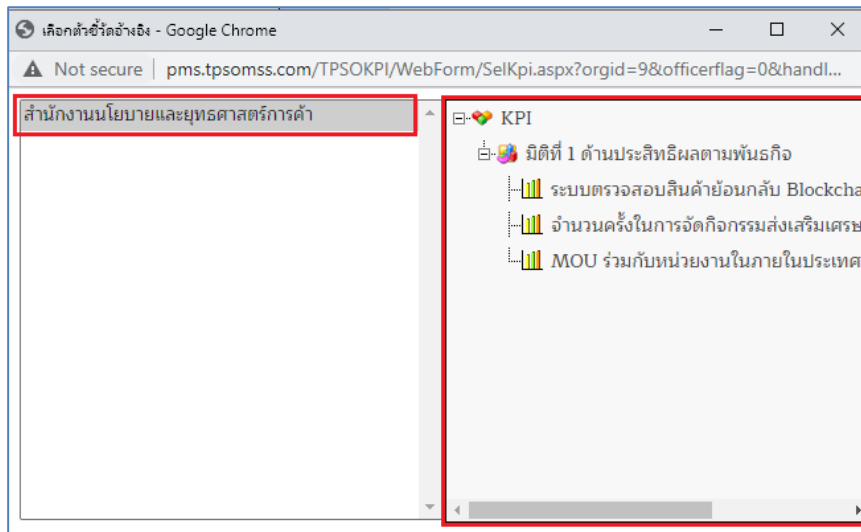 เลือกตัวชี้วัดอ้างอิง - Google Chrome
Not secure | pms.tpsomss.com/TPSOKPI/WebForm/SelKpi.aspx?orgid=9&officerflag=0&handl...
สำนักงานนโยบายและยุทธศาสตร์การค้า
KPI
มิติที่ 1 ด้านประสิทธิผลตามพันธกิจ
ระบบตรวจสอบสินค้าย้อนกลับ Blockcha
จำนวนครั้งในการจัดกิจกรรมส่งเสริมเศรษ
MOU ร่วมกับหน่วยงานในภายในประเทศ